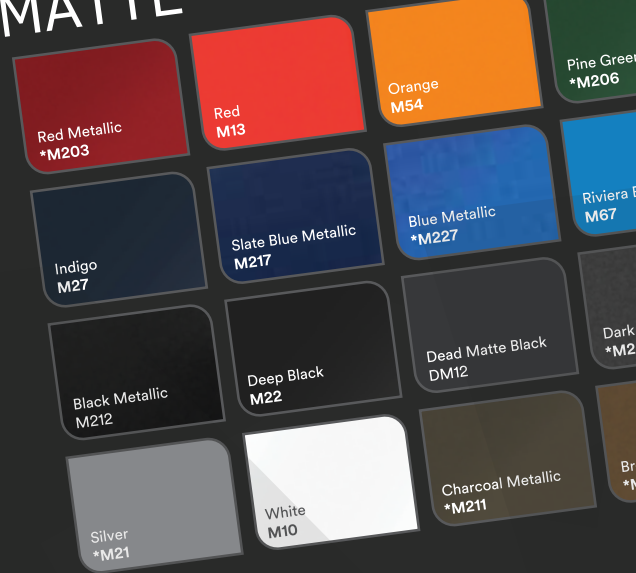 MATTE
Red Metallic
*M203
Red
M13
Orange
M54
Pine Green
*M206
Indigo
M27
Slate Blue Metallic
M217
Blue Metallic
*M227
Riviera
M67
Black Metallic
M212
Deep Black
M22
Dead Matte Black
DM12
Dark
Silver
*M21
White
M10
Charcoal Metallic
*M211